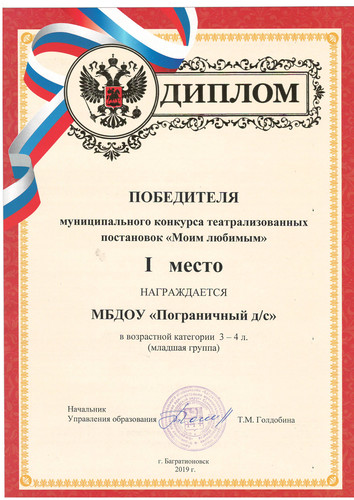 ДИПЛОМ
ПОБЕДИТЕЛЯ
муниципального конкурса театрализованных
постановок «Моим любимым»
I место
НАГРАЖДАЕТСЯ
МБДОУ «Пограничный д/с»
в возрастной категории 3 – 4 л.
(младшая группа)
Начальник
Управления образования
Т.М. Голдобина
г. Багратионовск
2019 г.